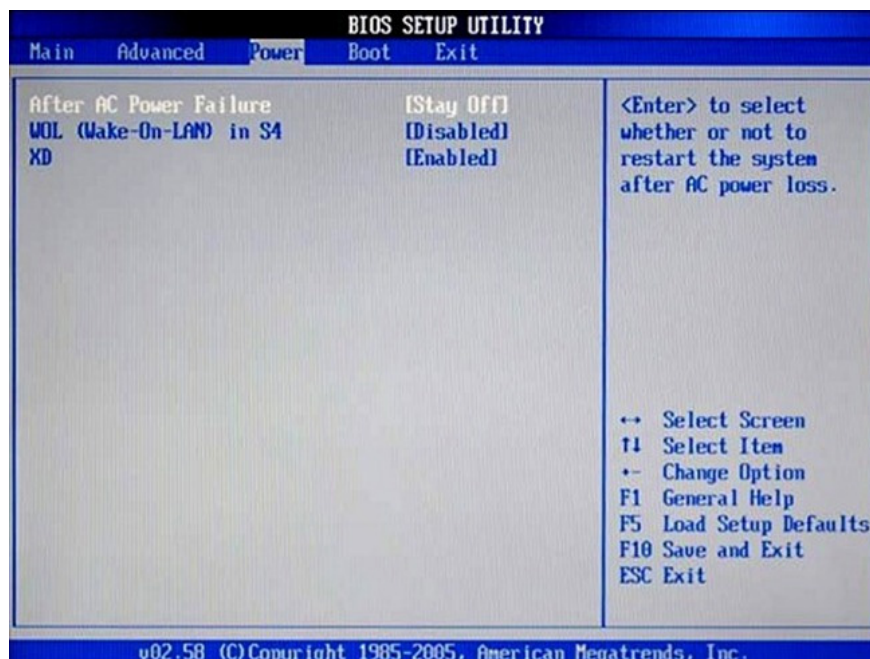 BIOS SETUP UTILITY
Main Advanced Power Boot Exit
After AC Power Failure [Stay Off]
WOL (Wake-On-LAN) in S4 [Disabled]
XD [Enabled]
<Enter> to select
whether or not to
restart the system
after AC power loss.
↔ Select Screen
↑↓ Select Item
+- Change Option
F1 General Help
F5 Load Setup Defaults
F10 Save and Exit
ESC Exit
v02.58 (C)Copyright 1985-2005, American Megatrends, Inc.